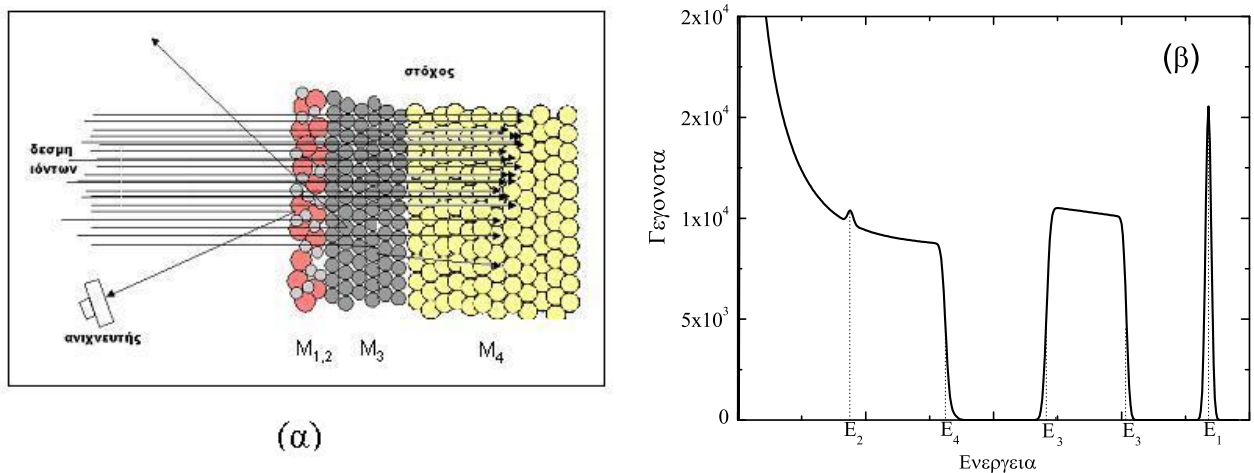 στόχος
δεσμη
ιόντων
ανιχνευτής
M1,2
M3
M4
(α)
(β)
2x10^4
2x10^4
1x10^4
5x10^3
0
Γεγονοτα
E2
E4
E3
E3
E1
Ενεργεια